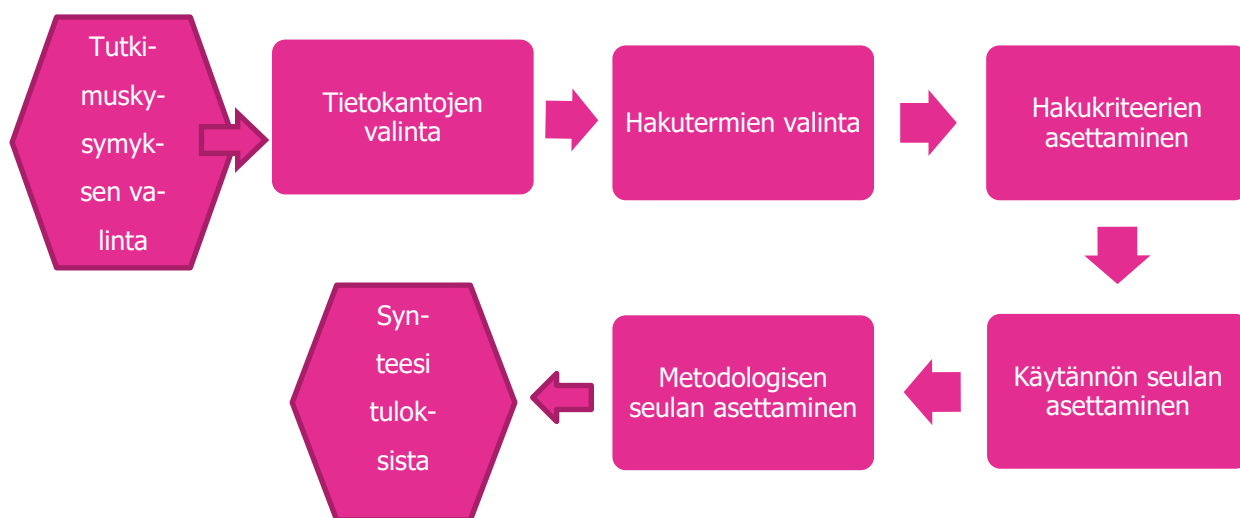 Tutki-
musky-
symyk-
sen va-
linta
Tietokantojen
valinta
Hakutermien valinta
Hakukriteerien
asettaminen
Käytännön seulan
asettaminen
Metodologisen
seulan asettaminen
Syn-
teesi
tulok-
sista